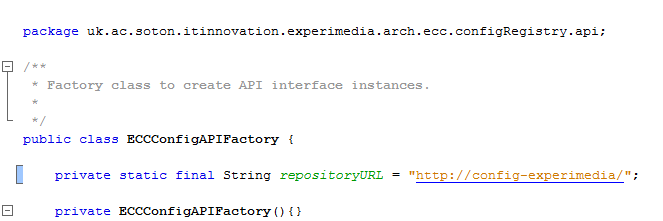 package uk.ac.soton.itinnovation.experimedia.arch.ecc.configRegistry.api;
/**
* Factory class to create API interface instances.
*
*/
public class ECCConfigAPIFactory {
private static final String repositoryURL = "http://config-experimedia/";
private ECCConfigAPIFactory(){}